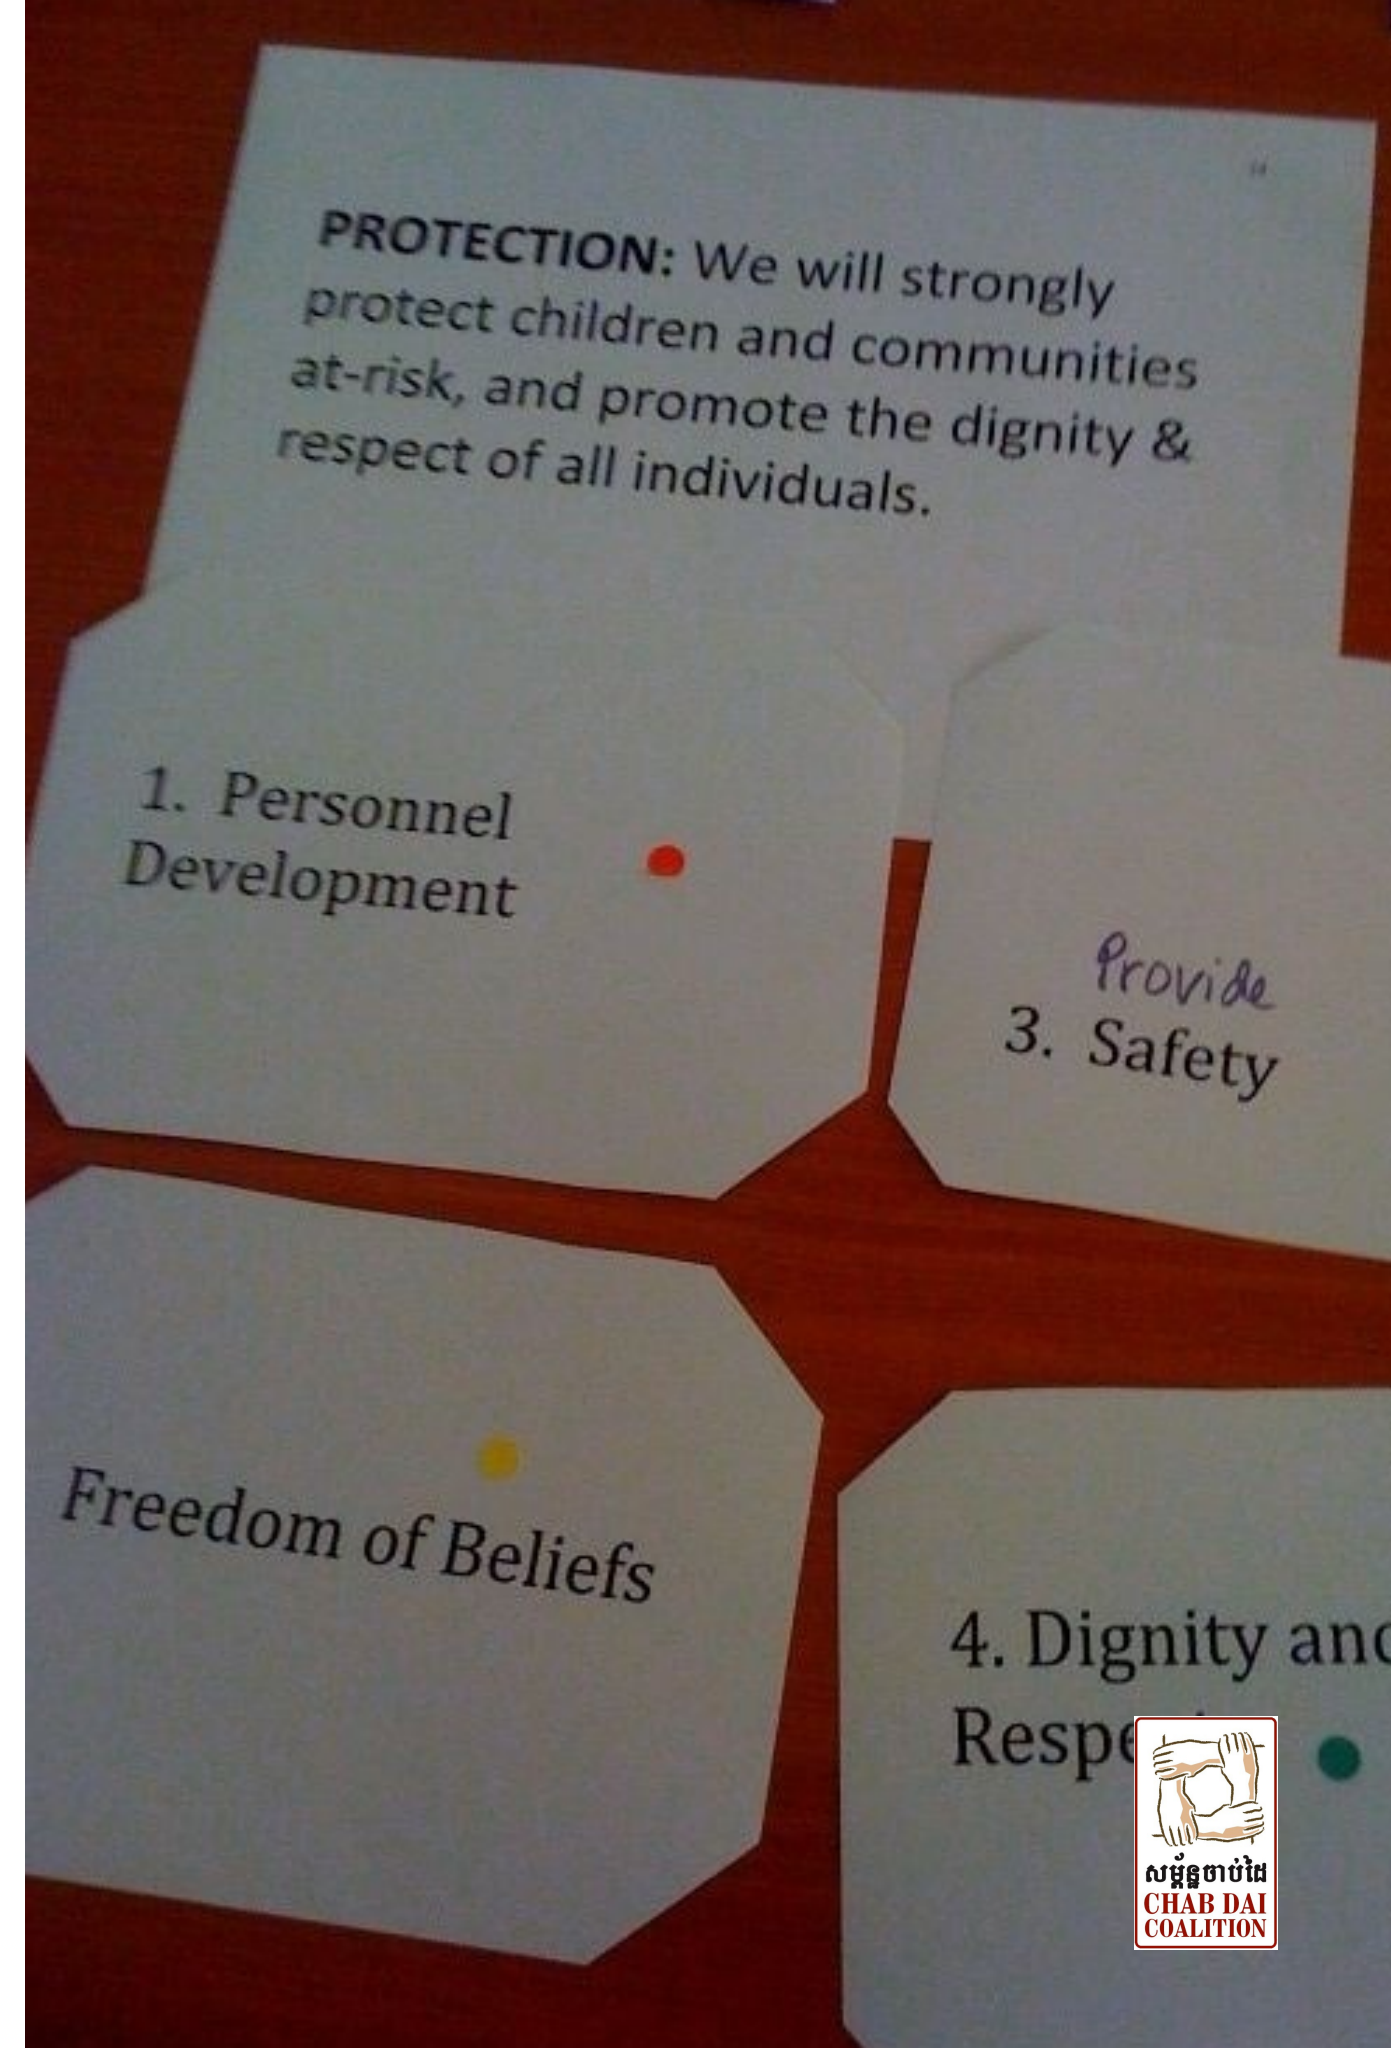 PROTECTION: We will strongly
protect children and communities
at-risk, and promote the dignity &
respect of all individuals.
1. Personnel
Development
Provide
3. Safety
Freedom of Beliefs
4. Dignity and
Respe
សម្ព័ន្ធចាប់ដៃ
CHAB DAI
COALITION